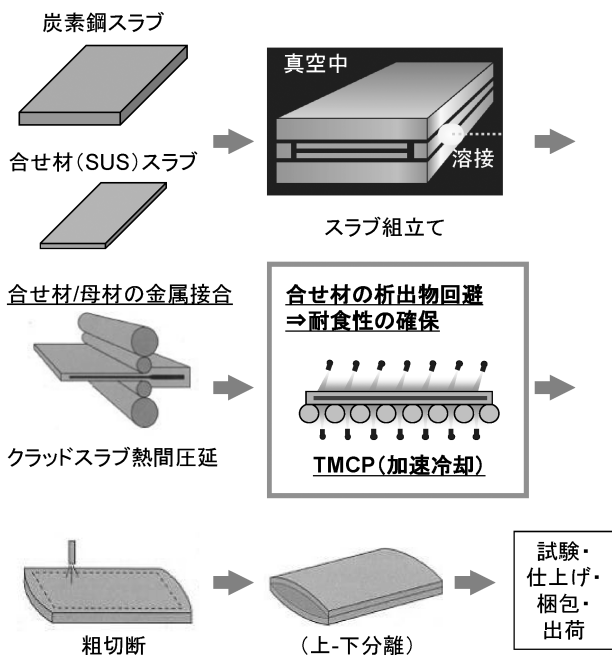 炭素鋼スラブ
合せ材(SUS)スラブ
真空中
溶接
スラブ組立て
合せ材/母材の金属接合
クラッドスラブ熱間圧延
合せ材の析出物回避
⇒耐食性の確保
TMCP(加速冷却)
粗切断
(上-下分離)
試験・
仕上げ・
梱包・
出荷